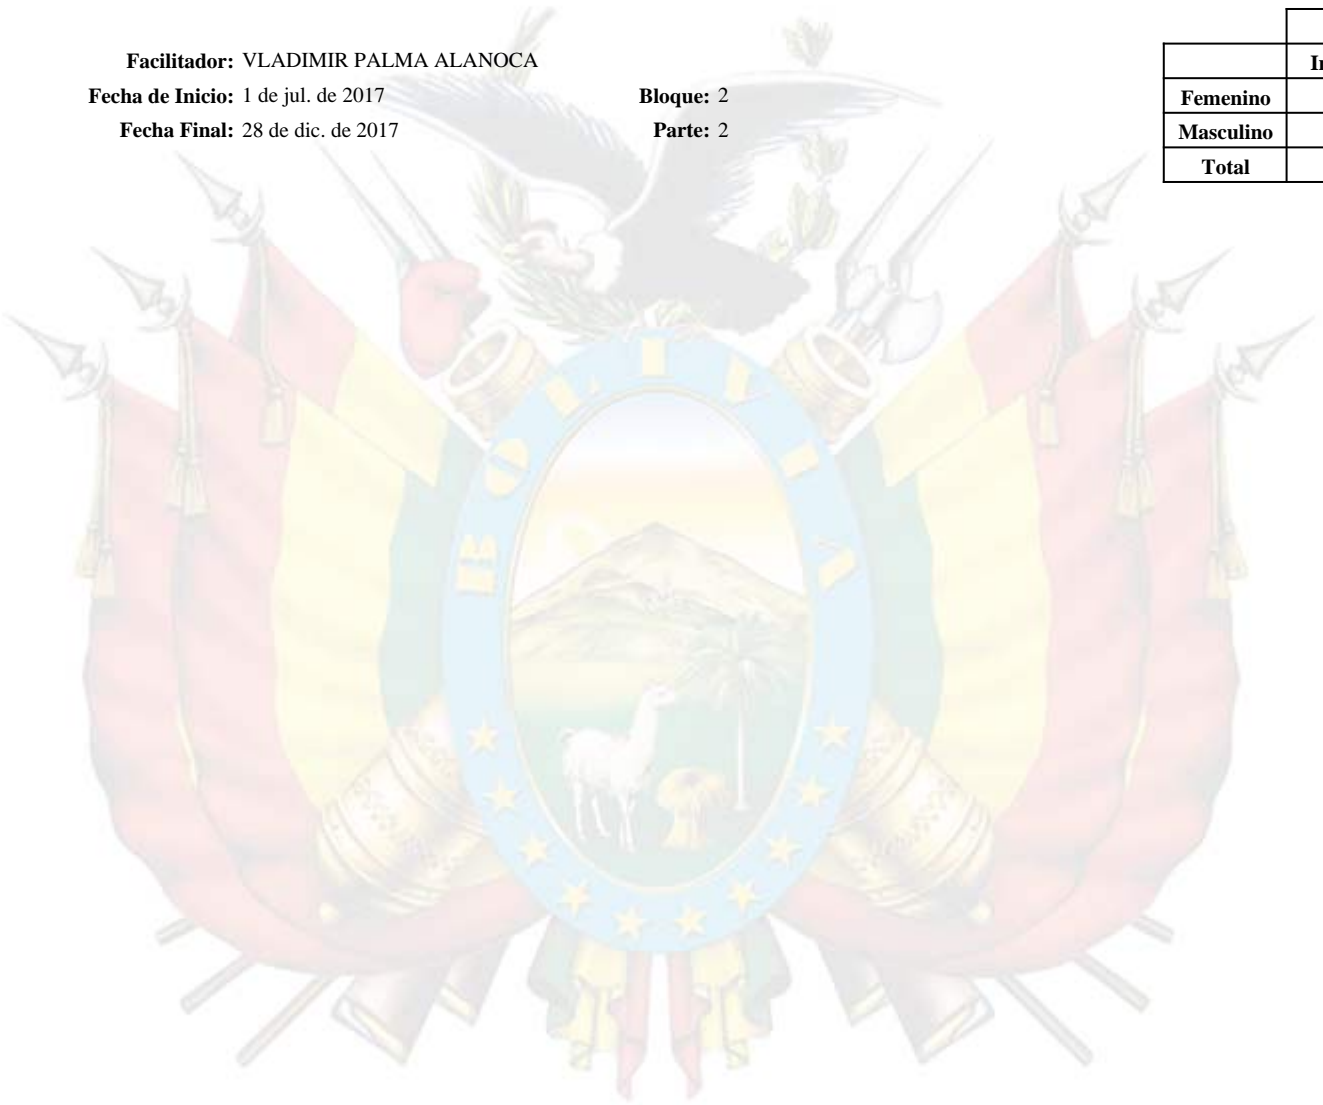 Facilitador: VLADIMIR PALMA ALANOCA
Fecha de Inicio: 1 de jul. de 2017 Bloque: 2
Fecha Final: 28 de dic. de 2017 Parte: 2
Femenino
Masculino
Total
BOLIVIA